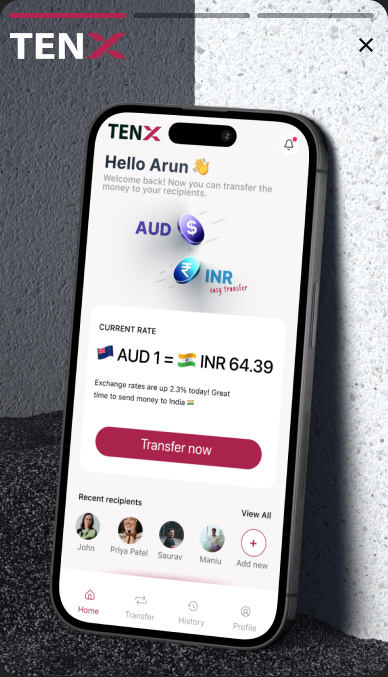 TENX
TENX
Hello Arun 👋
Welcome back! Now you can transfer the
money to your recipients.
AUD $
to
₹ INR
easy transfer
CURRENT RATE
AUD 1 = INR 64.39
Exchange rates are up 2.3% today! Great
time to send money to India 🇮🇳
Transfer now
Recent recipients
View All
John
Priya Patel
Saurav
Maniu
Add new
Home
Transfer
History
Profile